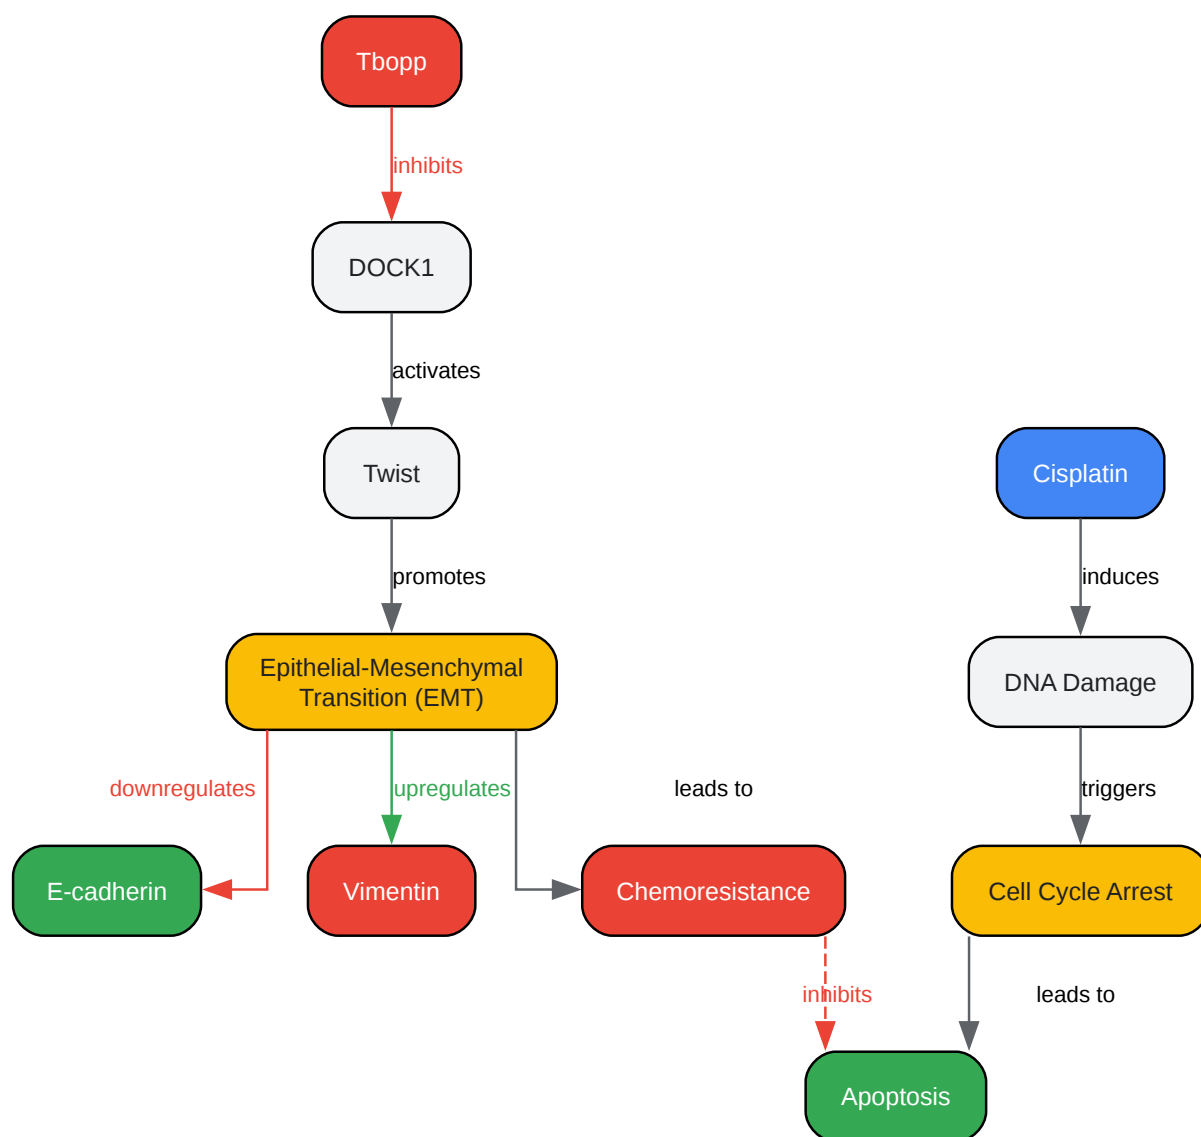 Tbopp
inhibits
DOCK1
activates
Twist
Cisplatin
promotes
induces
Epithelial-Mesenchymal
Transition (EMT)
DNA Damage
downregulates
upregulates
leads to
triggers
E-cadherin
Vimentin
Chemoresistance
Cell Cycle Arrest
inhibits
leads to
Apoptosis